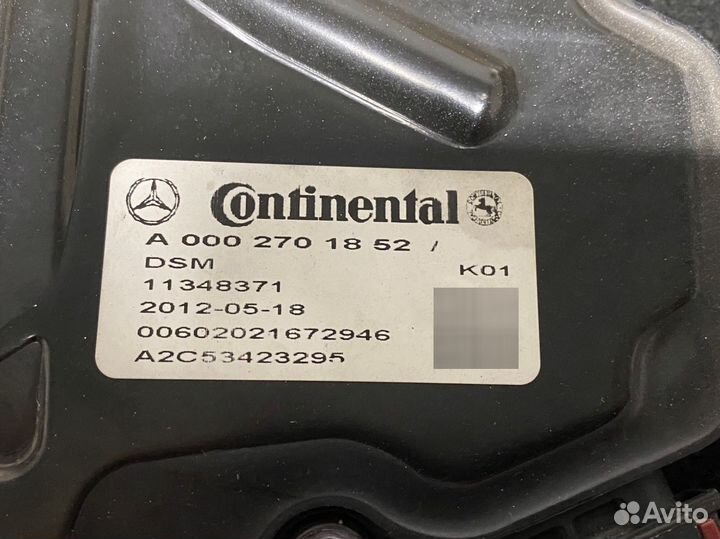 Continental
A 000 270 18 52 /
DSM K01
11348371
2012-05-18
00602021672946
A2C53423295
Avito